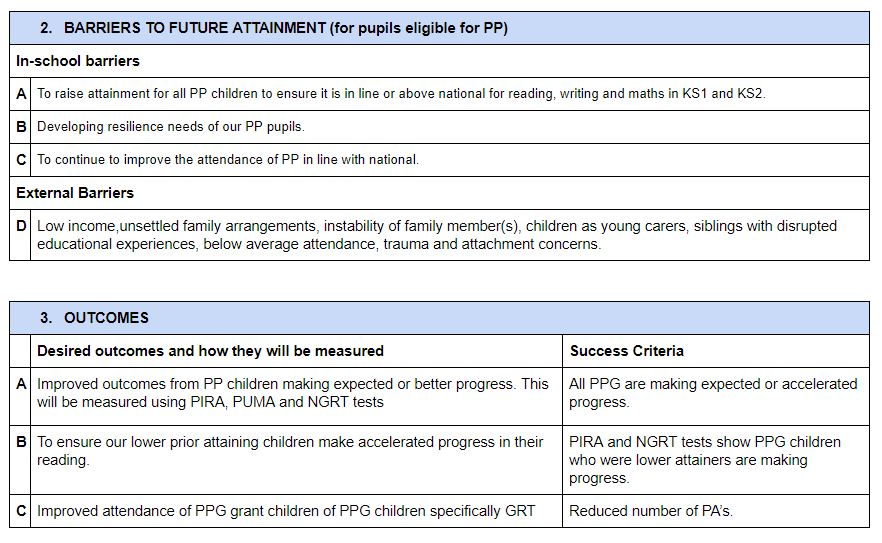 2. BARRIERS TO FUTURE ATTAINMENT (for pupils eligible for PP)
In-school barriers
A To raise attainment for all PP children to ensure it is in line or above national for reading, writing and maths in KS1 and KS2.
B Developing resilience needs of our PP pupils.
C To continue to improve the attendance of PP in line with national.
External Barriers
D Low income,unsettled family arrangements, instability of family member(s), children as young carers, siblings with disrupted
educational experiences, below average attendance, trauma and attachment concerns.
3. OUTCOMES
Desired outcomes and how they will be measured
Success Criteria
A Improved outcomes from PP children making expected or better progress. This
will be measured using PIRA, PUMA and NGRT tests
All PPG are making expected or accelerated
progress.
B To ensure our lower prior attaining children make accelerated progress in their
reading.
PIRA and NGRT tests show PPG children
who were lower attainers are making
progress.
C Improved attendance of PPG grant children of PPG children specifically GRT
Reduced number of PA's.